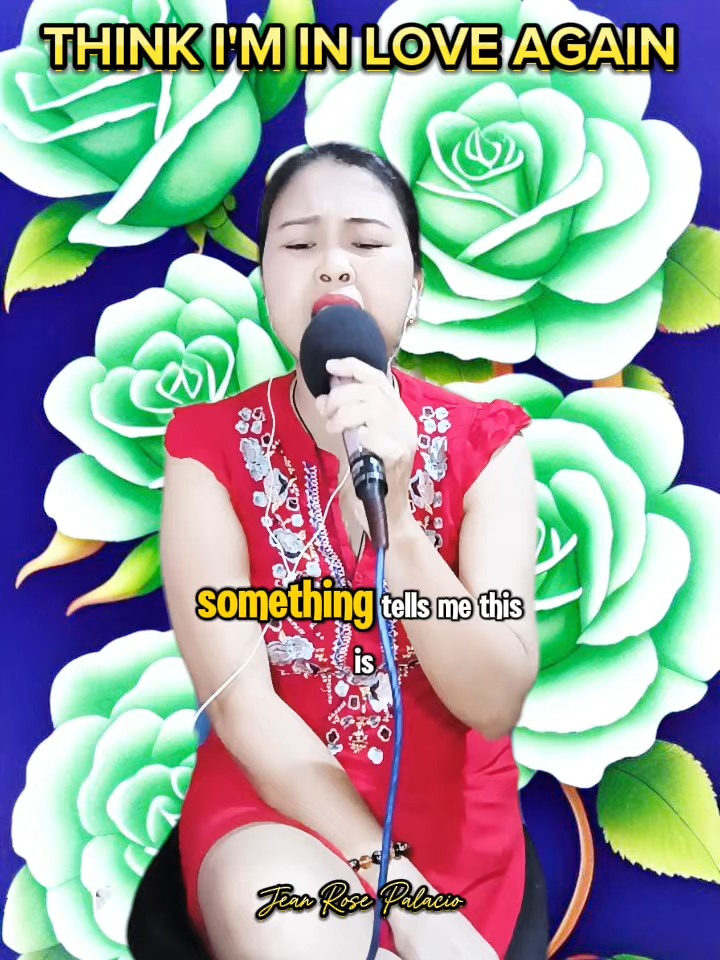 THINK I'M IN LOVE AGAIN
something tells me this
is
Jean Rose Palacio